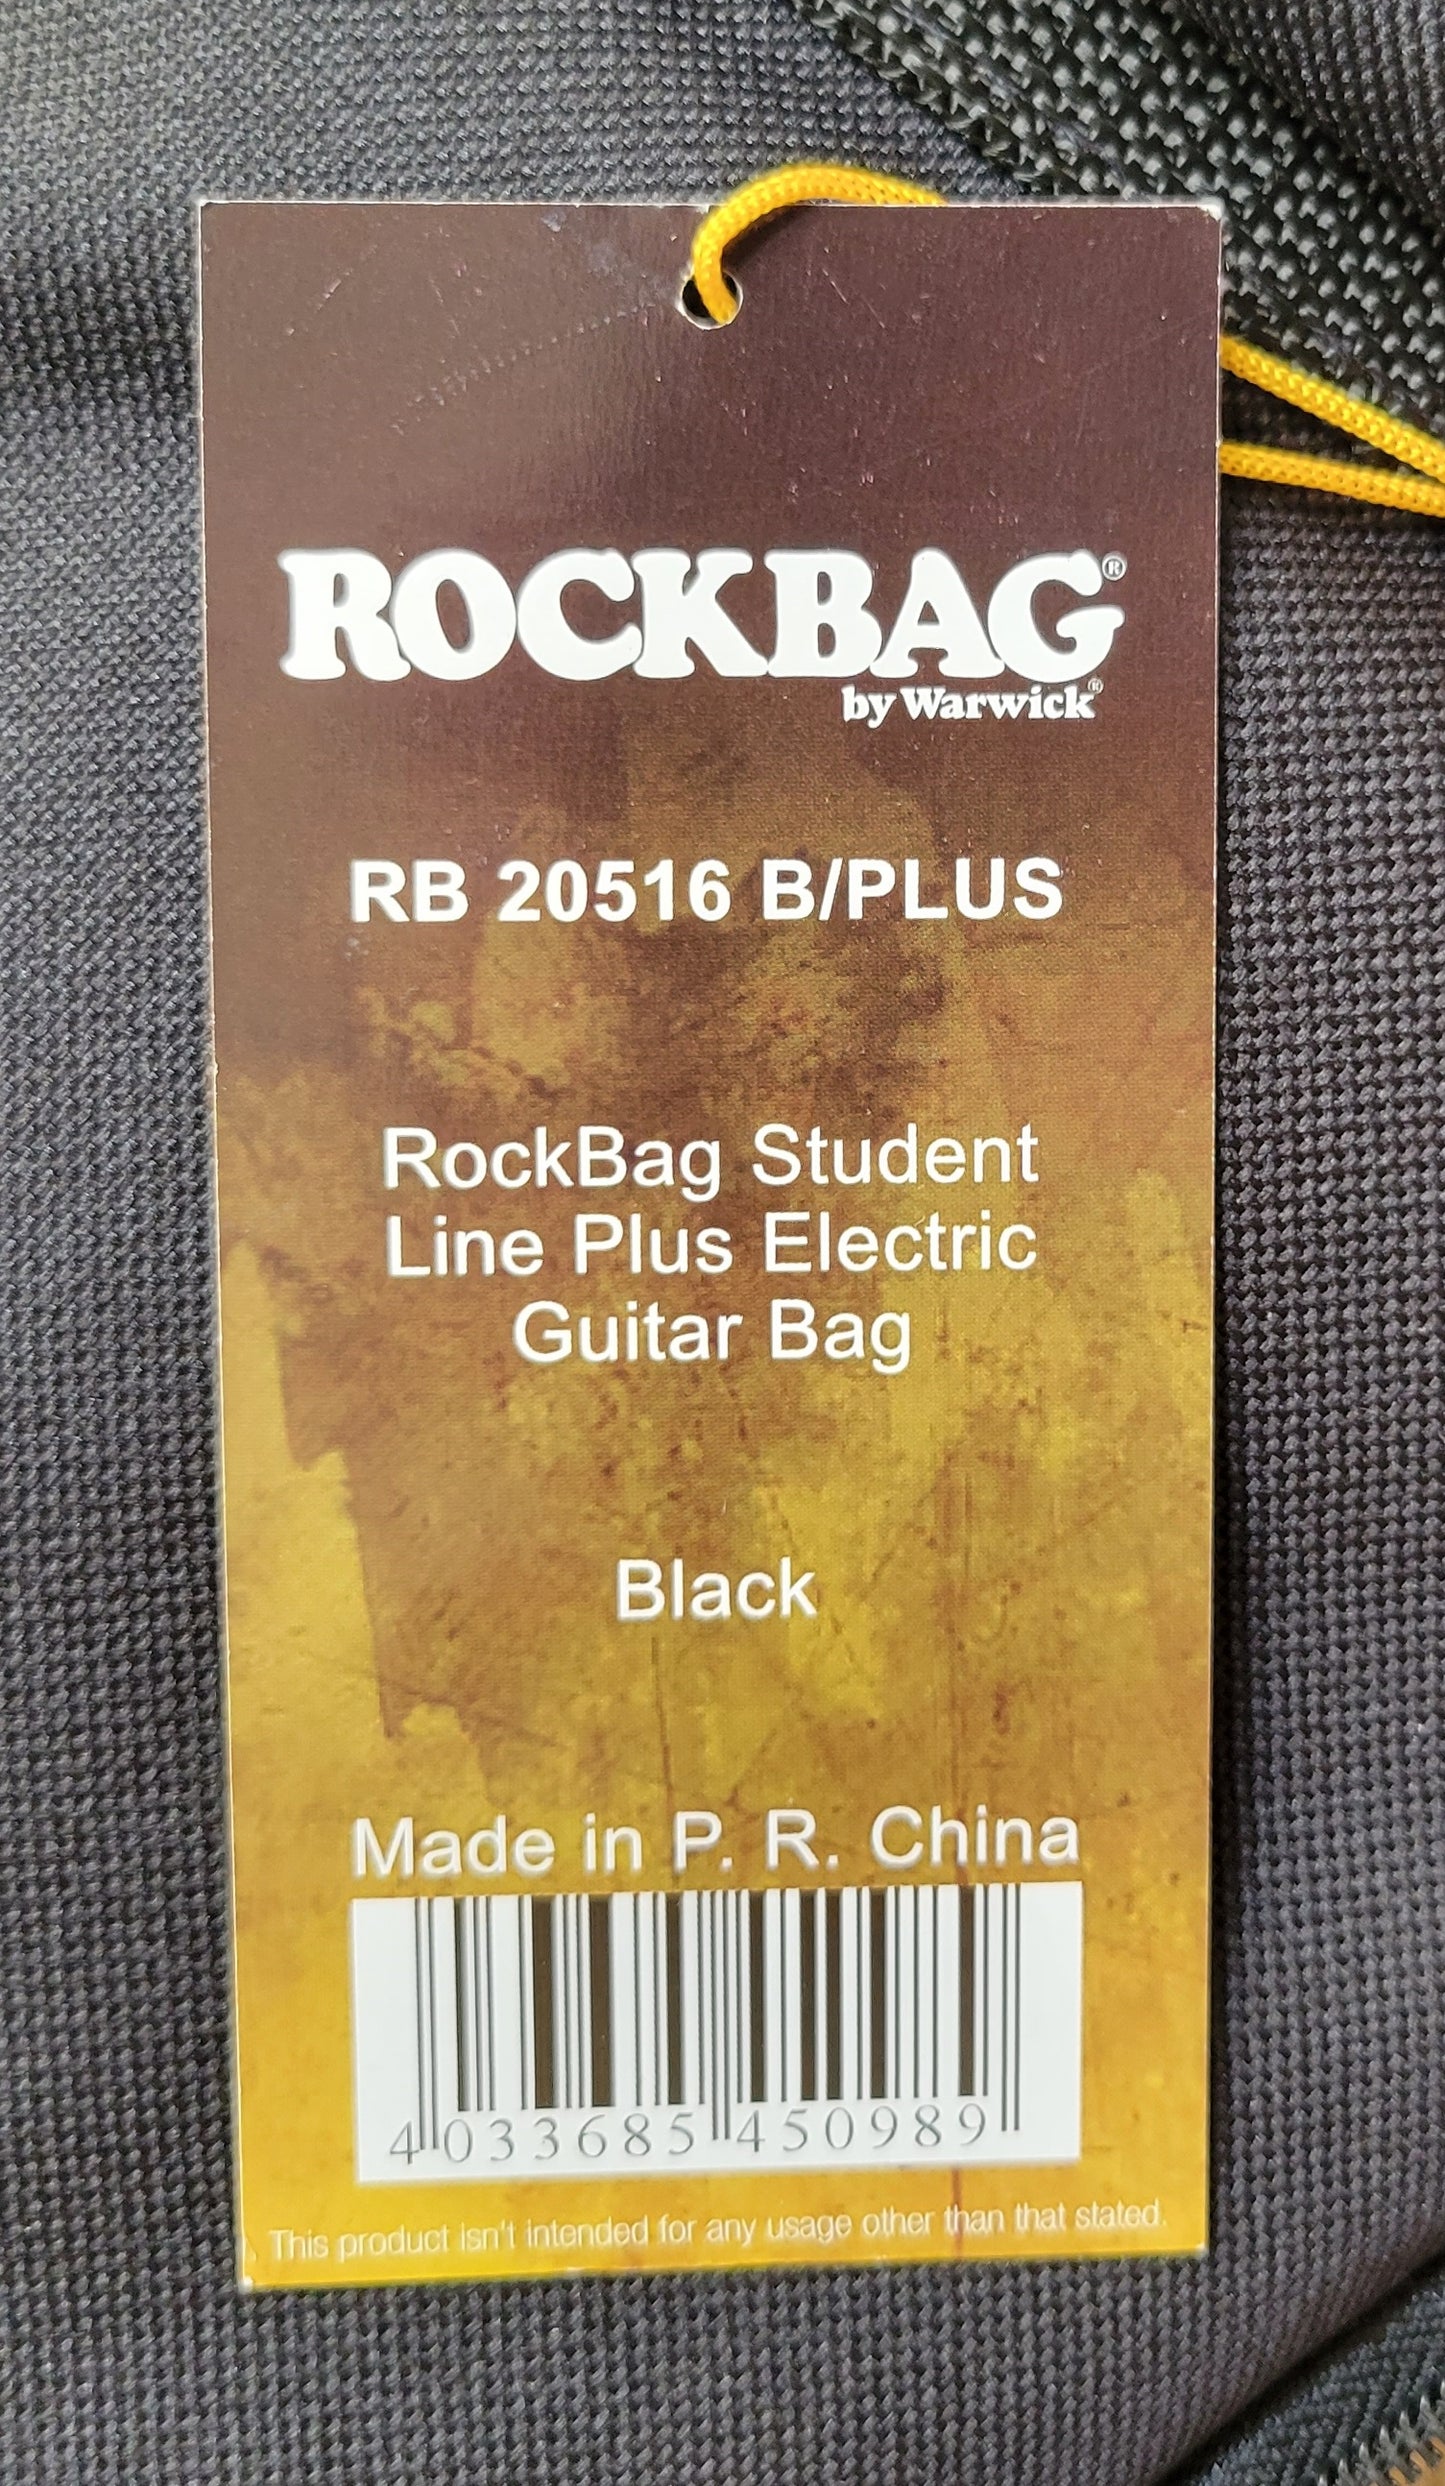 ROCKBAG®
by Warwick®
RB 20516 B/PLUS
RockBag Student
Line Plus Electric
Guitar Bag
Black
Made in P. R. China
4 033685 450989
This product isn't intended for any usage other than that stated.